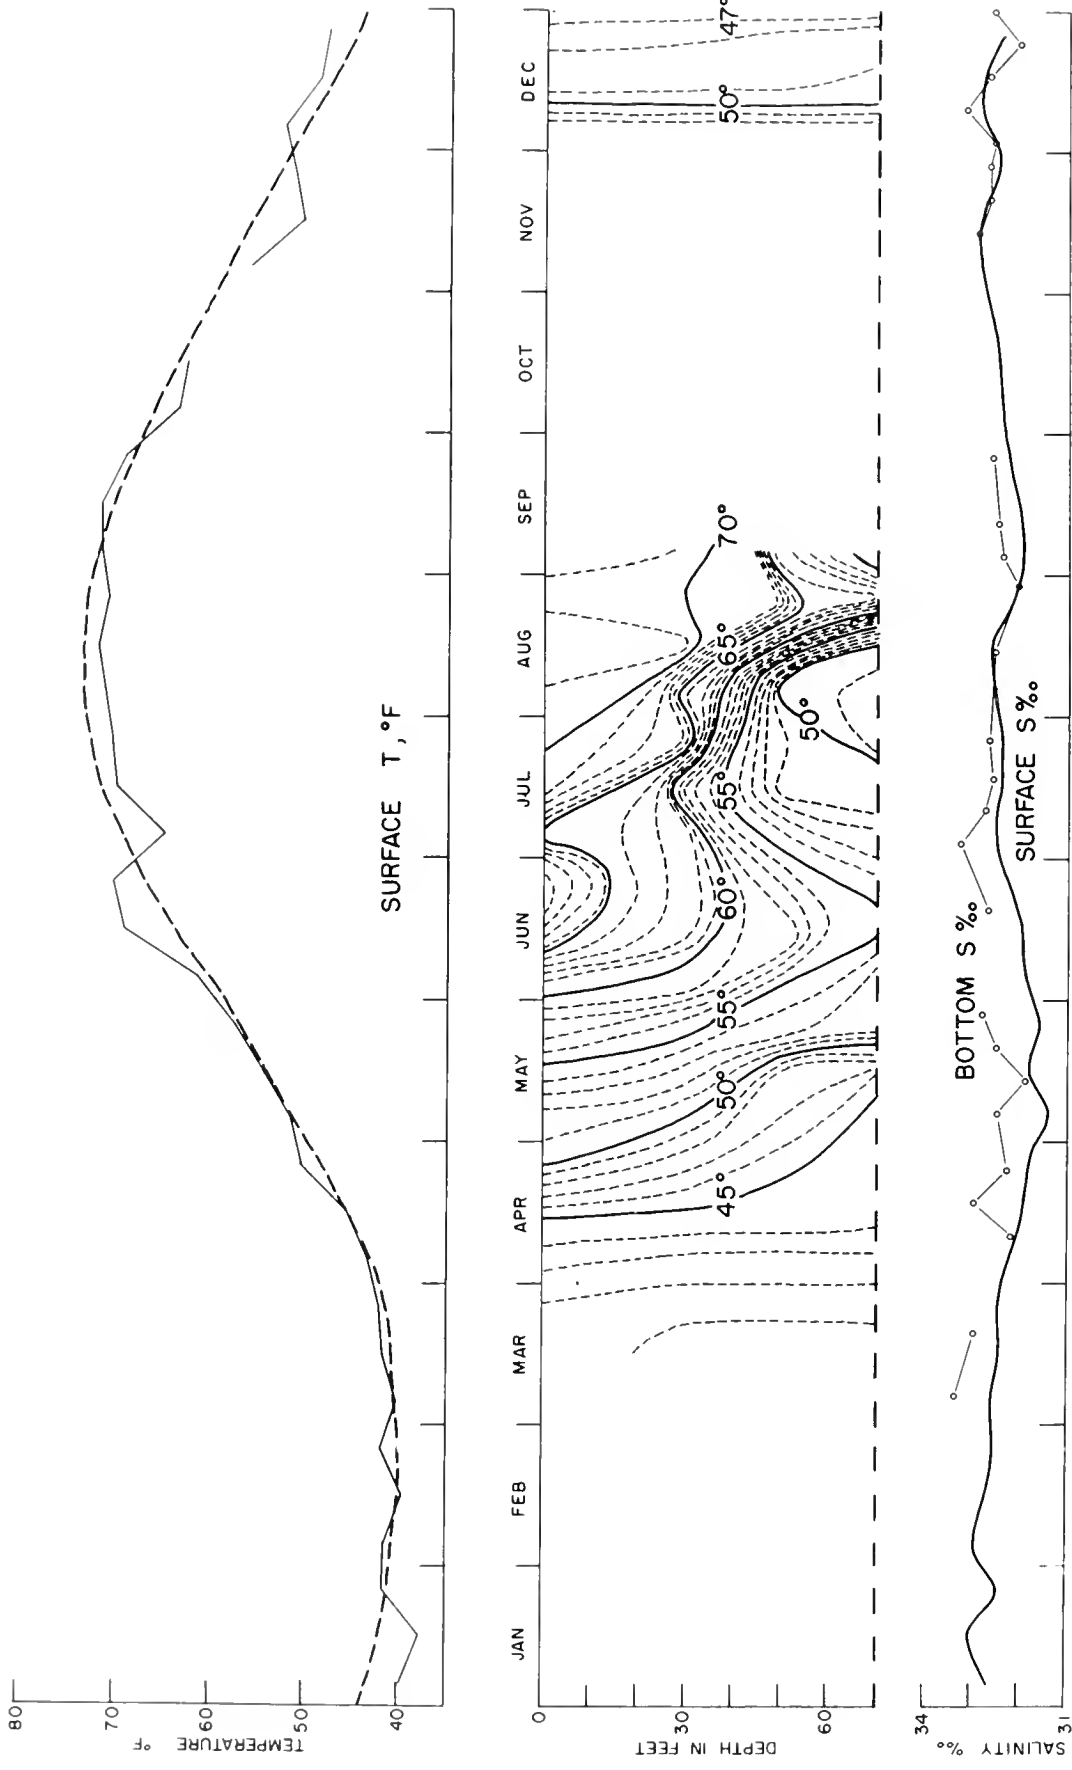 80
70
60
50
40
TEMPERATURE °F
SURFACE T, °F
JAN
FEB
MAR
APR
MAY
JUN
JUL
AUG
SEP
OCT
NOV
DEC
0
30
60
DEPTH IN FEET
45°
50°
55°
60°
55°
65°
50°
70°
50°
47°
34
31
SALINITY ‰
BOTTOM S ‰
SURFACE S ‰